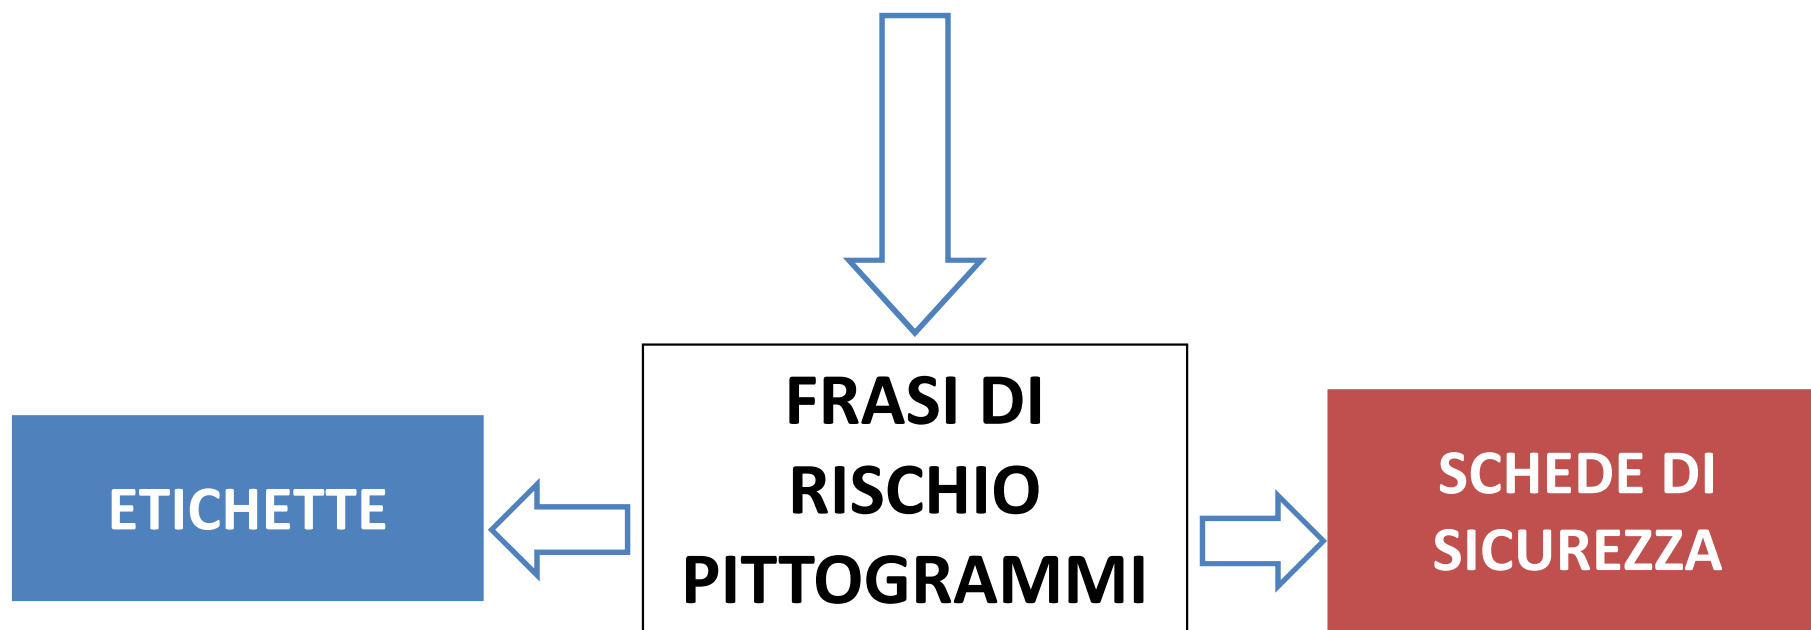 FRASI DI
RISCHIO
PITTOGRAMMI
ETICHETTE
SCHEDE DI
SICUREZZA